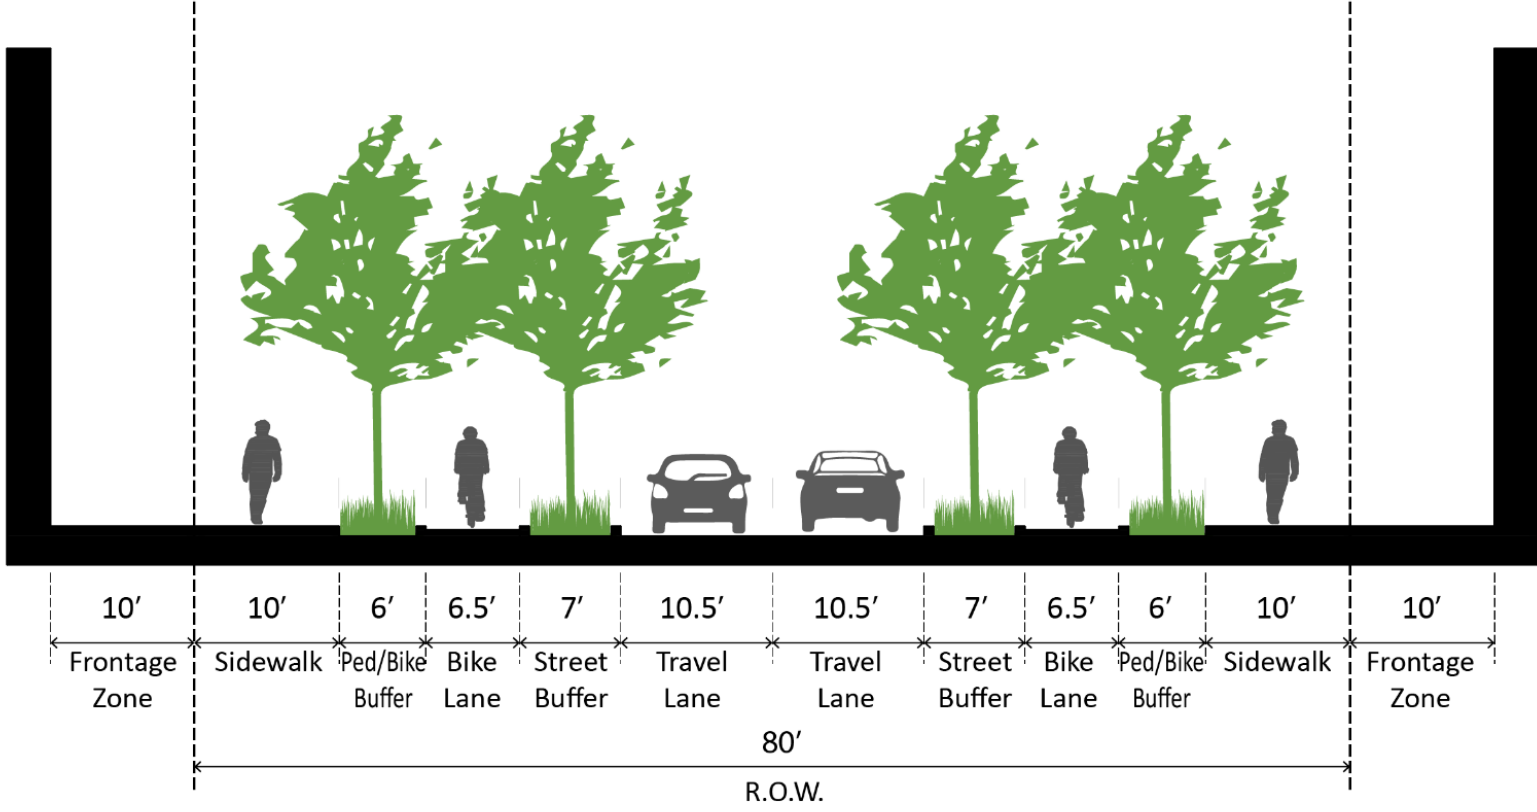 10′ 10′ 6′ 6.5′ 7′ 10.5′ 10.5′ 7′ 6.5′ 6′ 10′ 10′
Frontage Sidewalk Ped/Bike Bike Street Travel Travel Street Bike Ped/Bike Sidewalk Frontage
Zone Buffer Lane Buffer Lane Lane Buffer Lane Buffer Zone
80′
R.O.W.